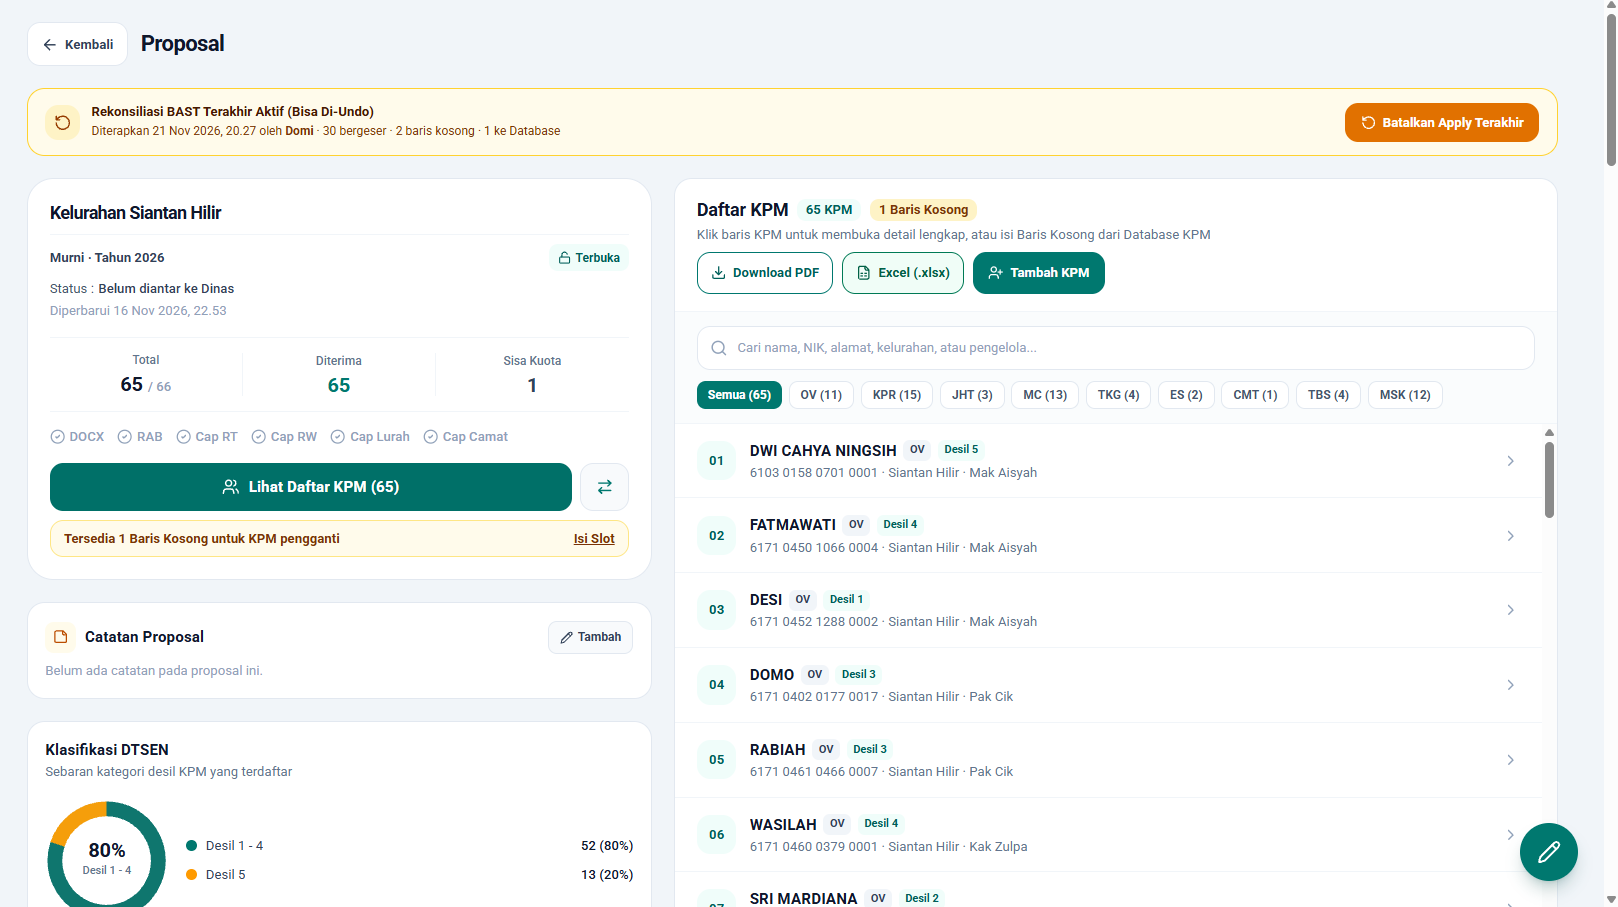 Kembali
Proposal
Rekonsiliasi BAST Terakhir Aktif (Bisa Di-Undo)
Diterapkan 21 Nov 2026, 20.27 oleh Domi · 30 bergeser · 2 baris kosong · 1 ke Database
Batalkan Apply Terakhir
Kelurahan Siantan Hilir
Murni · Tahun 2026
Terbuka
Status : Belum diantar ke Dinas
Diperbarui 16 Nov 2026, 22.53
Total
65 / 66
Diterima
65
Sisa Kuota
1
DOCX
RAB
Cap RT
Cap RW
Cap Lurah
Cap Camat
Lihat Daftar KPM (65)
Tersedia 1 Baris Kosong untuk KPM pengganti
Isi Slot
Catatan Proposal
Tambah
Belum ada catatan pada proposal ini.
Klasifikasi DTSEN
Sebaran kategori desil KPM yang terdaftar
80%
Desil 1 - 4
Desil 1 - 4
52 (80%)
Desil 5
13 (20%)
Daftar KPM
65 KPM
1 Baris Kosong
Klik baris KPM untuk membuka detail lengkap, atau isi Baris Kosong dari Database KPM
Download PDF
Excel (.xlsx)
Tambah KPM
Cari nama, NIK, alamat, kelurahan, atau pengelola...
Semua (65)
OV (11)
KPR (15)
JHT (3)
MC (13)
TKG (4)
ES (2)
CMT (1)
TBS (4)
MSK (12)
01
DWI CAHYA NINGSIH OV Desil 5
6103 0158 0701 0001 · Siantan Hilir · Mak Aisyah
02
FATMAWATI OV Desil 4
6171 0450 1066 0004 · Siantan Hilir · Mak Aisyah
03
DESI OV Desil 1
6171 0452 1288 0002 · Siantan Hilir · Mak Aisyah
04
DOMO OV Desil 3
6171 0402 0177 0017 · Siantan Hilir · Pak Cik
05
RABIAH OV Desil 3
6171 0461 0466 0007 · Siantan Hilir · Pak Cik
06
WASILAH OV Desil 4
6171 0460 0379 0001 · Siantan Hilir · Kak Zulpa
07
SRI MARDIANA OV Desil 2